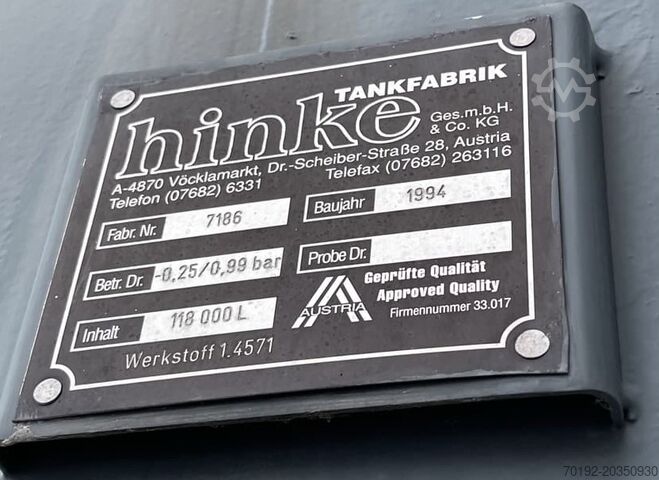 TANKFABRIK
hinke Ges.m.b.H. & Co. KG
A-4870 Vöcklamarkt, Dr.-Scheiber-Straße 28, Austria
Telefon (07682) 6331 Telefax (07682) 263116
Fabr. Nr. 7186 Baujahr 1994
Betr. Dr. -0,25/0,99 bar Probe Dr.
Inhalt 118 000 L
AUSTRIA
Geprüfte Qualität
Approved Quality
Firmennummer 33.017
Werkstoff 1.4571
70192-20350930